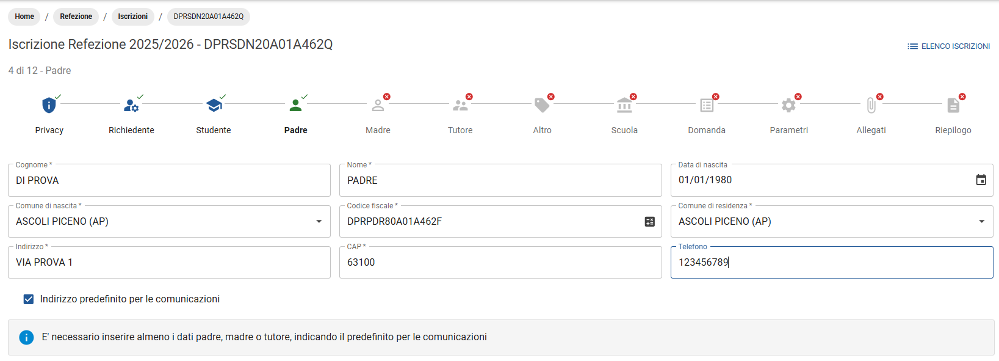 Home / Refezione / Iscrizioni / DPRSDN20A01A462Q
Iscrizione Refezione 2025/2026 - DPRSDN20A01A462Q
ELENCO ISCRIZIONI
4 di 12 - Padre
Privacy Richiedente Studente Padre Madre Tutore Altro Scuola Domanda Parametri Allegati Riepilogo
Cognome * Nome * Data di nascita
DI PROVA PADRE 01/01/1980
Comune di nascita * Codice fiscale * Comune di residenza *
ASCOLI PICENO (AP) DPRPDR80A01A462F ASCOLI PICENO (AP)
Indirizzo * CAP * Telefono
VIA PROVA 1 63100 123456789
Indirizzo predefinito per le comunicazioni
E' necessario inserire almeno i dati padre, madre o tutore, indicando il predefinito per le comunicazioni